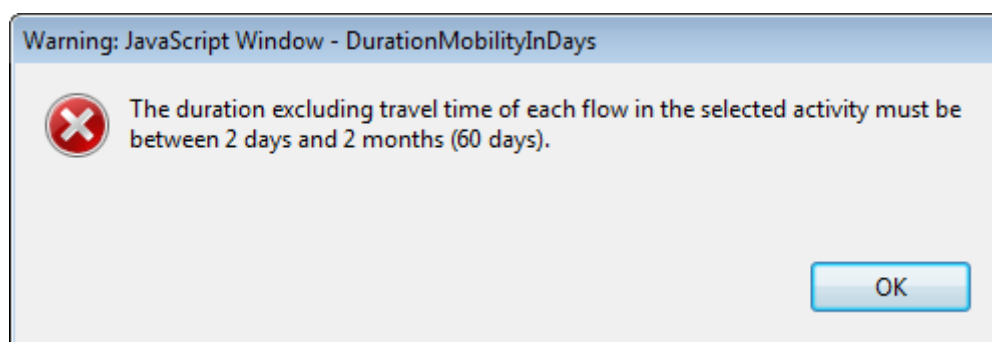 Warning: JavaScript Window - DurationMobilityInDays
The duration excluding travel time of each flow in the selected activity must be
between 2 days and 2 months (60 days).
OK